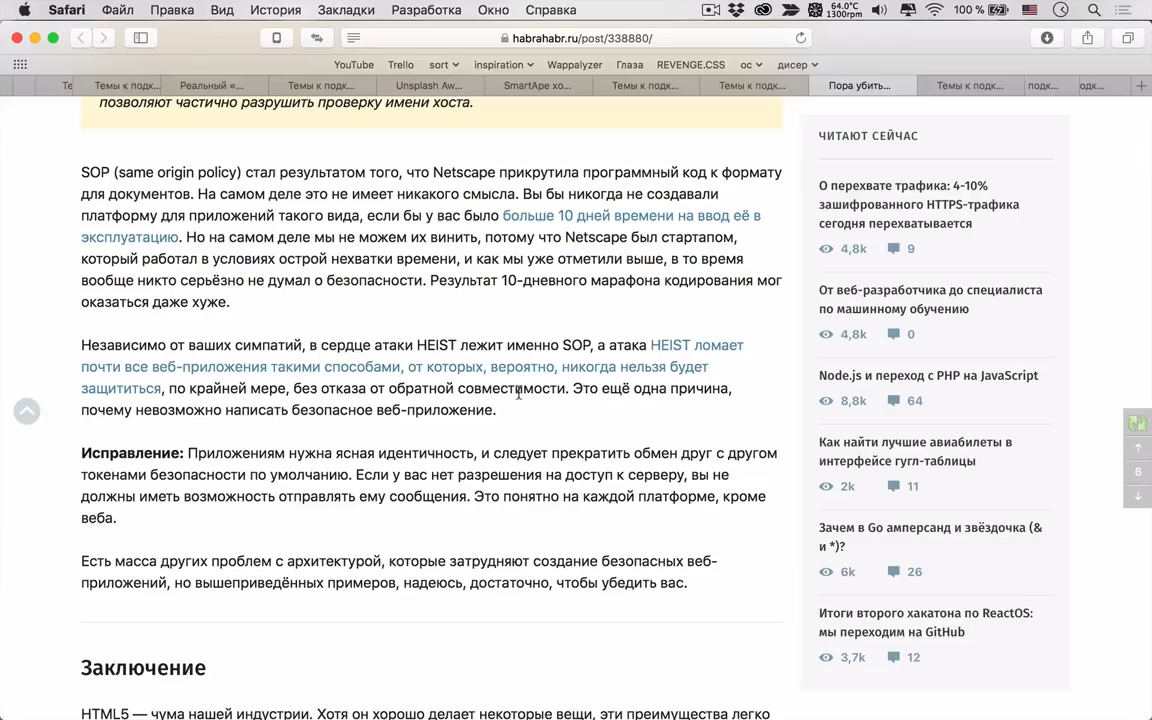 Safari Файл Правка Вид История Закладки Разработка Окно Справка 64.0°C 1300rpm 100 %
habrahabr.ru/post/338880/
YouTube Trello sort inspiration Wappalyzer Глаза REVENGE.CSS ос дисер
Те Темы к подк... Реальный «... Темы к подк... Unsplash Aw... SmartApe хо... Темы к подк... Темы к подк... Пора убить... Темы к подк... подк... одк...
позволяют частично разрушить проверку имени хоста.
SOP (same origin policy) стал результатом того, что Netscape прикрутила программный код к формату
для документов. На самом деле это не имеет никакого смысла. Вы бы никогда не создавали
платформу для приложений такого вида, если бы у вас было больше 10 дней времени на ввод её в
эксплуатацию. Но на самом деле мы не можем их винить, потому что Netscape был стартапом,
который работал в условиях острой нехватки времени, и как мы уже отметили выше, в то время
вообще никто серьёзно не думал о безопасности. Результат 10-дневного марафона кодирования мог
оказаться даже хуже.
Независимо от ваших симпатий, в сердце атаки HEIST лежит именно SOP, а атака HEIST ломает
почти все веб-приложения такими способами, от которых, вероятно, никогда нельзя будет
защититься, по крайней мере, без отказа от обратной совместимости. Это ещё одна причина,
почему невозможно написать безопасное веб-приложение.
Исправление: Приложениям нужна ясная идентичность, и следует прекратить обмен друг с другом
токенами безопасности по умолчанию. Если у вас нет разрешения на доступ к серверу, вы не
должны иметь возможность отправлять ему сообщения. Это понятно на каждой платформе, кроме
веба.
Есть масса других проблем с архитектурой, которые затрудняют создание безопасных веб-
приложений, но вышеприведённых примеров, надеюсь, достаточно, чтобы убедить вас.
Заключение
HTML5 — чума нашей индустрии. Хотя он хорошо делает некоторые вещи, эти преимущества легко
ЧИТАЮТ СЕЙЧАС
О перехвате трафика: 4-10%
зашифрованного HTTPS-трафика
сегодня перехватывается
4,8k 9
От веб-разработчика до специалиста
по машинному обучению
4,8k 0
Node.js и переход с PHP на JavaScript
8,8k 64
Как найти лучшие авиабилеты в
интерфейсе гугл-таблицы
2k 11
Зачем в Go амперсанд и звёздочка (&
и *)?
6k 26
Итоги второго хакатона по ReactOS:
мы переходим на GitHub
3,7k 12
6